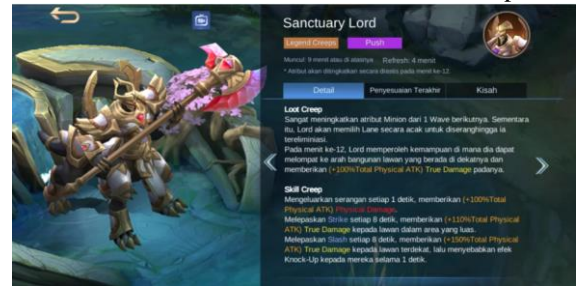 Sanctuary Lord
Legend Creeps
Push
Muncul: 9 menit atau di atasnya Refresh: 4 menit
* Atribut akan ditingkatkan secara drastis pada menit ke-12.
Detail
Penyesuaian Terakhir
Kisah
Loot Creep
Sangat meningkatkan atribut Minion dari 1 Wave berikutnya. Sementara
itu, Lord akan memilih Lane secara acak untuk diseranghingga ia
tereliminasi.
Pada menit ke-12, Lord memperoleh kemampuan di mana dia dapat
melompat ke arah bangunan lawan yang berada di dekatnya dan
memberikan (+100%Total Physical ATK) True Damage padanya.
Skill Creep
Mengeluarkan serangan setiap 1 detik, memberikan (+100%Total
Physical ATK) Physical Damage.
Melepaskan Strike setiap 8 detik, memberikan (+110%Total Physical
ATK) True Damage kepada lawan dalam area yang luas.
Melepaskan Slash setiap 8 detik, memberikan (+150%Total Physical
ATK) True Damage kepada lawan terdekat, lalu menyebabkan efek
Knock-Up kepada mereka selama 1 detik.